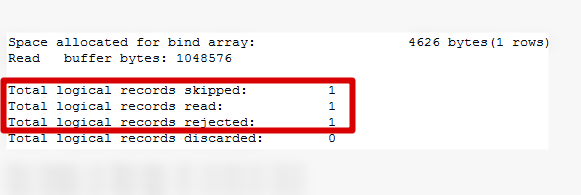 Space allocated for bind array: 4626 bytes(1 rows)
Read   buffer bytes: 1048576
Total logical records skipped: 1
Total logical records read: 1
Total logical records rejected: 1
Total logical records discarded: 0